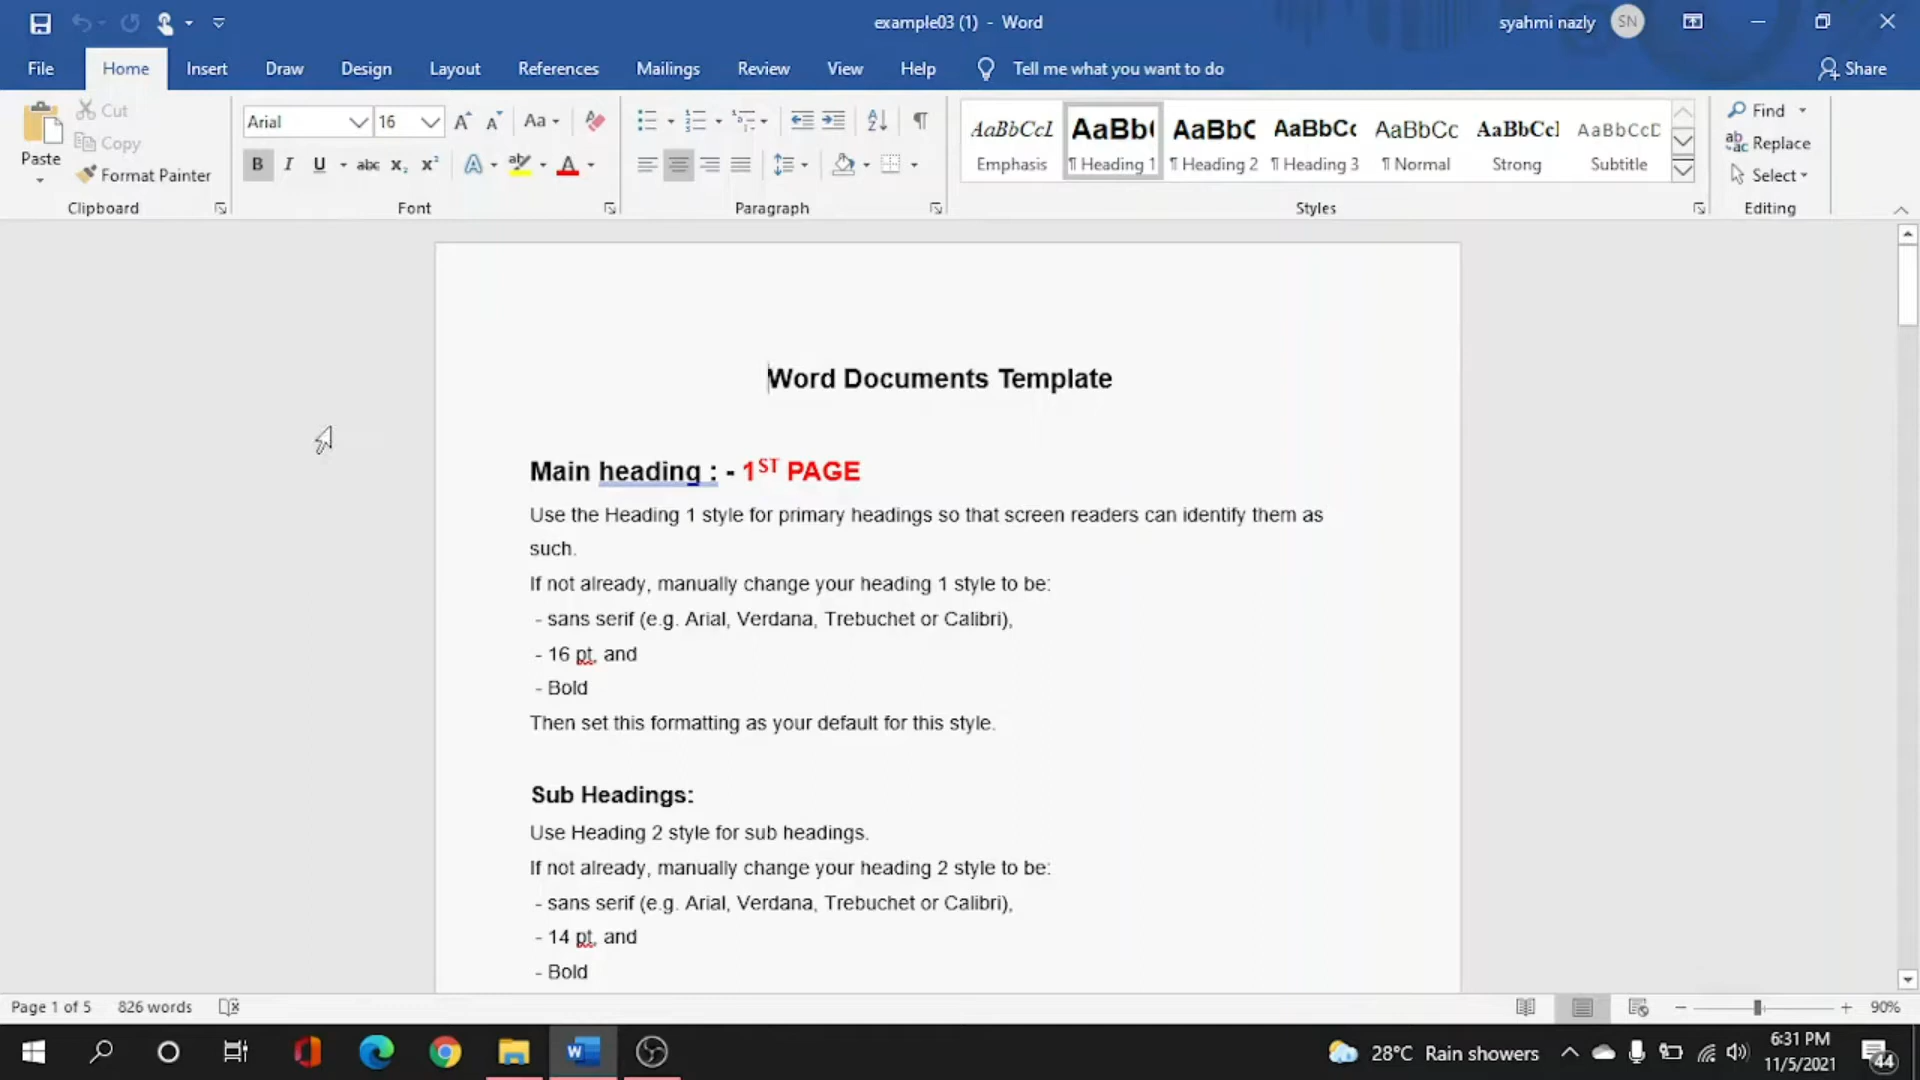 example03 (1) - Word
syahmi nazly SN
File Home Insert Draw Design Layout References Mailings Review View Help Tell me what you want to do Share
Paste
Cut
Copy
Format Painter
Clipboard
Arial 16
Font
Paragraph
AaBbCcI AaBb( AaBbC AaBbCc AaBbCc AaBbCcl AaBbCcD
Emphasis ¶ Heading 1 ¶ Heading 2 ¶ Heading 3 ¶ Normal Strong Subtitle
Styles
Find
Replace
Select
Editing
Word Documents Template
Main heading : - 1ST PAGE
Use the Heading 1 style for primary headings so that screen readers can identify them as
such.
If not already, manually change your heading 1 style to be:
- sans serif (e.g. Arial, Verdana, Trebuchet or Calibri),
- 16 pt, and
- Bold
Then set this formatting as your default for this style.
Sub Headings:
Use Heading 2 style for sub headings.
If not already, manually change your heading 2 style to be:
- sans serif (e.g. Arial, Verdana, Trebuchet or Calibri),
- 14 pt, and
- Bold
Page 1 of 5 826 words
90%
28°C Rain showers
6:31 PM
11/5/2021
44